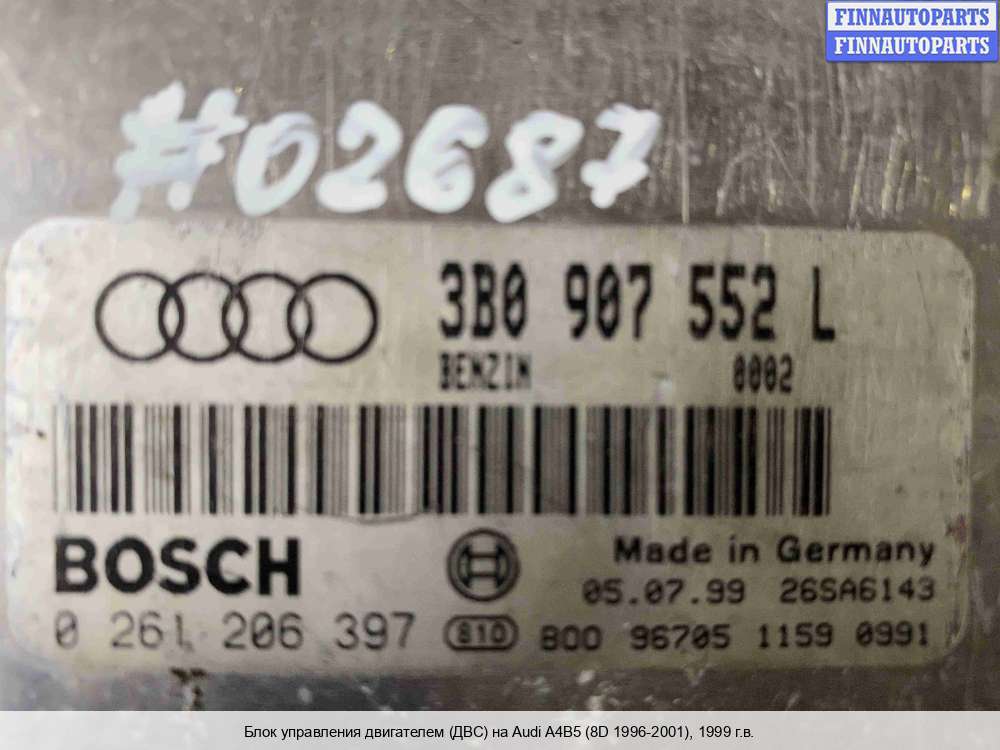 FINNAUTOPARTS
FINNAUTOPARTS
#02687
3B0 907 552 L
BENZIN 0002
BOSCH
Made in Germany
05.07.99 26SA6143
0 261 206 397 810 B00 96705 1159 0991
Блок управления двигателем (ДВС) на Audi A4B5 (8D 1996-2001), 1999 г.в.